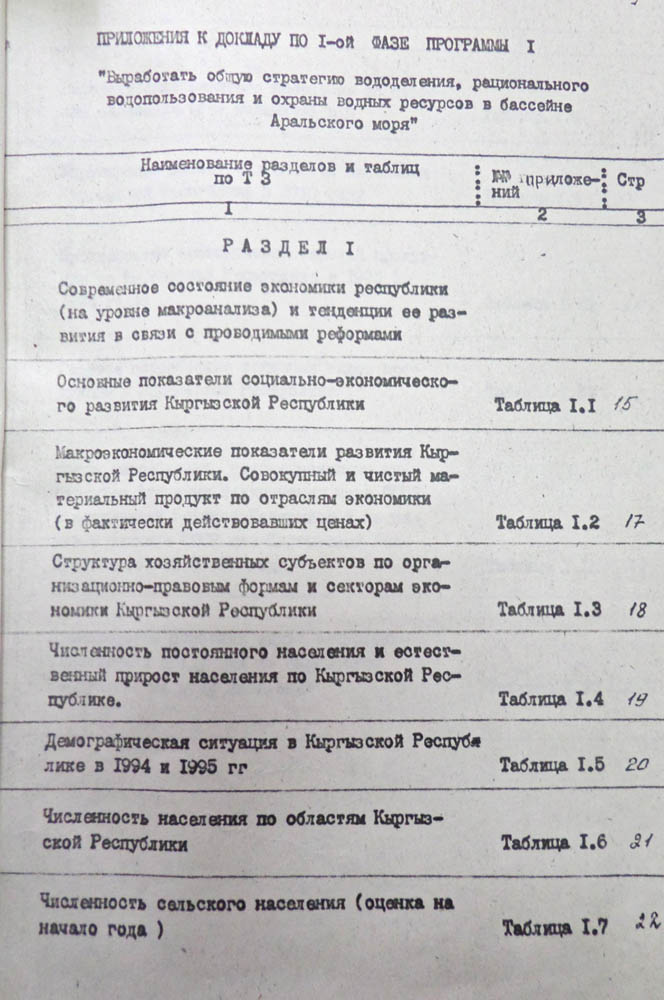 ПРИЛОЖЕНИЯ К ДОКЛАДУ ПО I-ой ФАЗЕ ПРОГРАММЫ I
"Выработать общую стратегию вододеления, рационального
водопользования и охраны водных ресурсов в бассейне
Аральского моря"
Наименование разделов и таблиц
по Т З
№№ приложе-
ний
Стр
1 2 3
РАЗДЕЛ I
Современное состояние экономики республики
(на уровне макроанализа) и тенденции ее раз-
вития в связи с проводимыми реформами
Основные показатели социально-экономическо-
го развития Кыргызской Республики Таблица I.I 15
Макроэкономические показатели развития Кыр-
гызской Республики. Совокупный и чистый ма-
териальный продукт по отраслям экономики
(в фактически действовавших ценах) Таблица I.2 17
Структура хозяйственных субъектов по орга-
низационно-правовым формам и секторам эко-
номики Кыргызской Республики Таблица I.3 18
Численность постоянного населения и естест-
венный прирост населения по Кыргызской Рес-
публике. Таблица I.4 19
Демографическая ситуация в Кыргызской Респуб
лике в 1994 и 1995 гг Таблица I.5 20
Численность населения по областям Кыргыз-
ской Республики Таблица I.6 21
Численность сельского населения (оценка на
начало года ) Таблица I.7 22